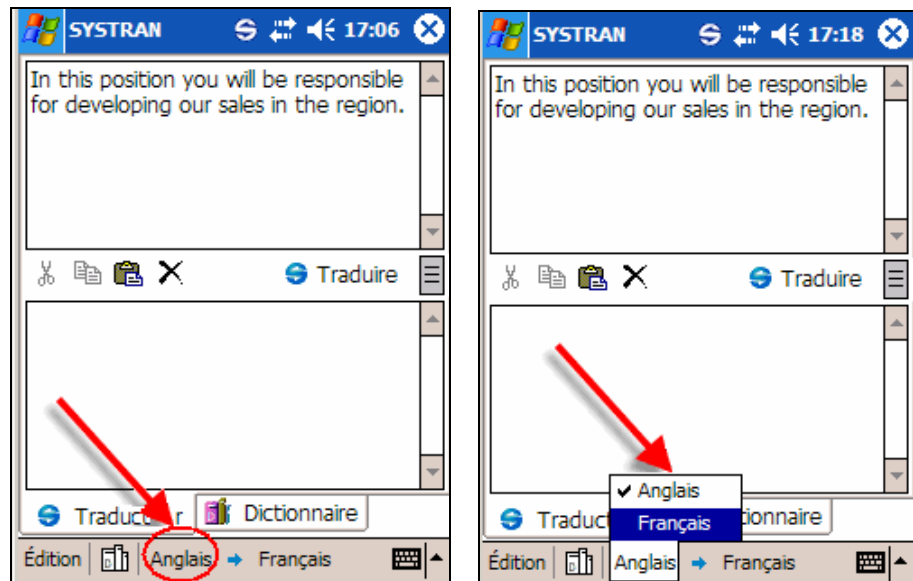 SYSTRAN 17:06
In this position you will be responsible
for developing our sales in the region.
Traduire
Dictionnaire
Édition Anglais Français
SYSTRAN 17:18
In this position you will be responsible
for developing our sales in the region.
Traduire
Anglais
Français
Édition Anglais Français